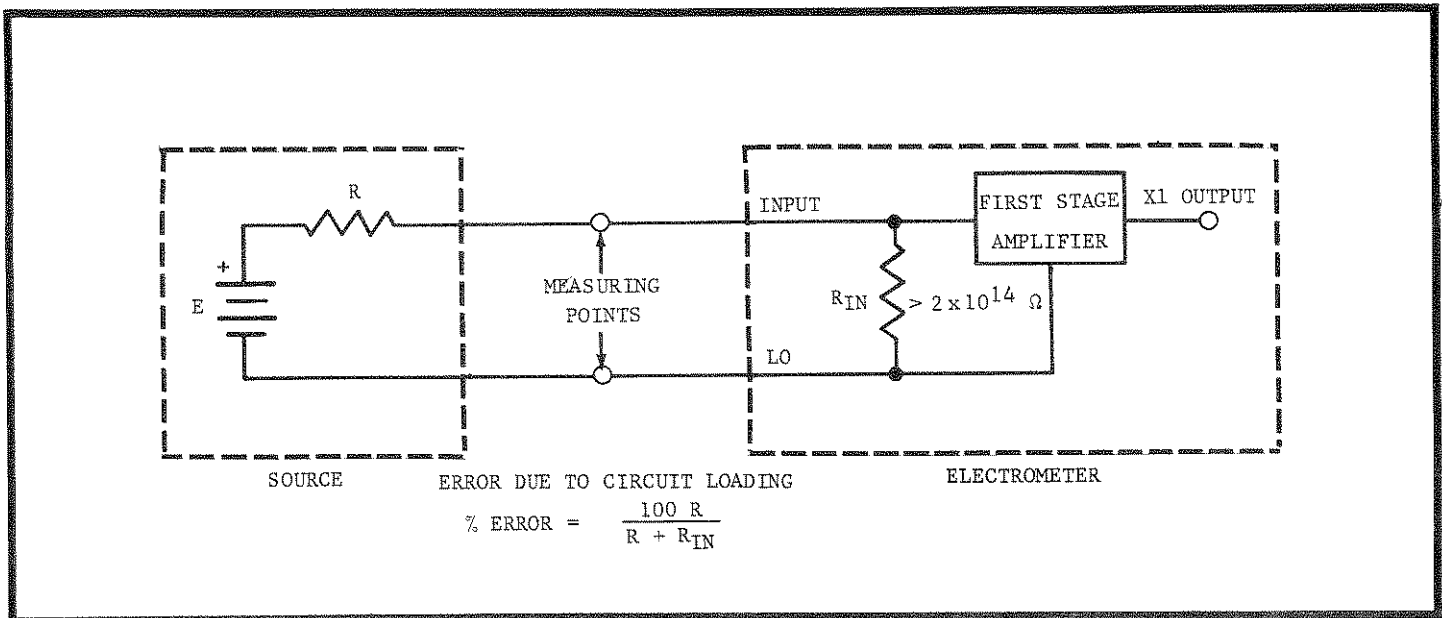 R
+
E
MEASURING
POINTS
INPUT
LO
R_IN > 2 x 10^14 Ω
FIRST STAGE
AMPLIFIER
X1 OUTPUT
SOURCE
ELECTROMETER
ERROR DUE TO CIRCUIT LOADING
% ERROR = 100 R / R + R_IN